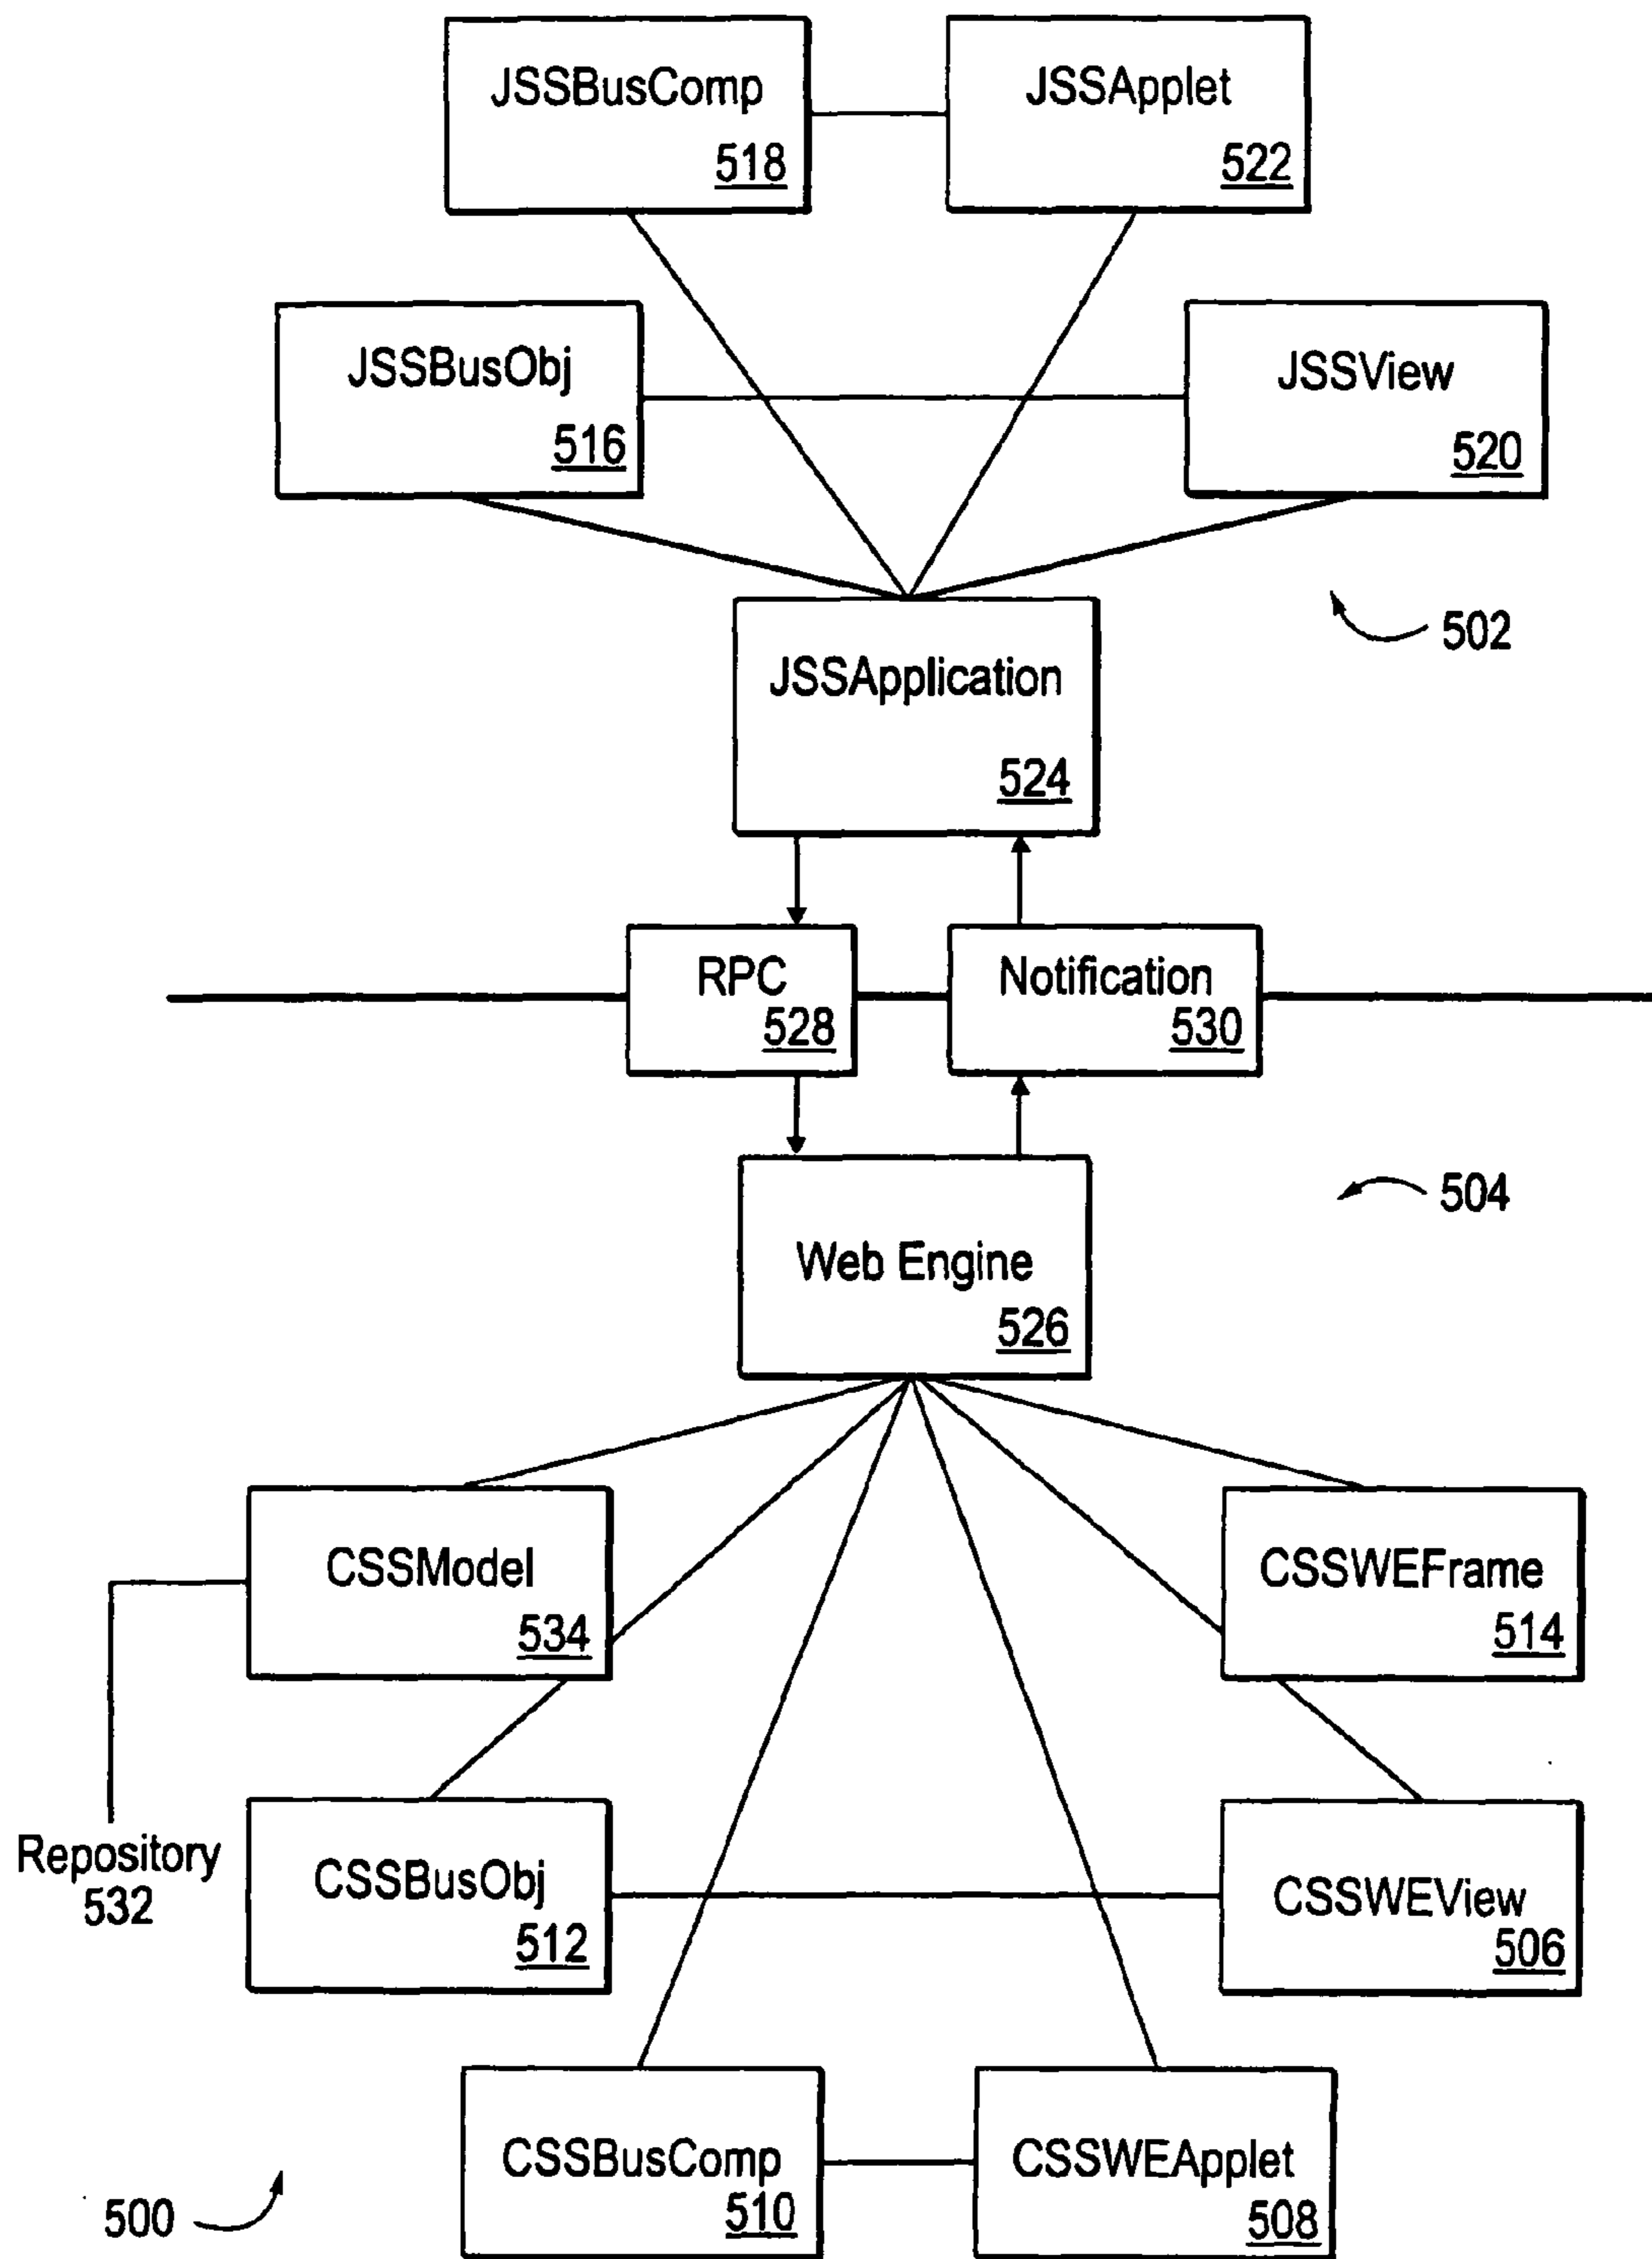 JSSBusComp
518
JSSApplet
522
JSSBusObj
516
JSSView
520
502
JSSApplication
524
RPC
528
Notification
530
504
Web Engine
526
CSSModel
534
CSSWEFrame
514
Repository
532
CSSBusObj
512
CSSWEView
506
CSSBusComp
510
CSSWEApplet
508
500